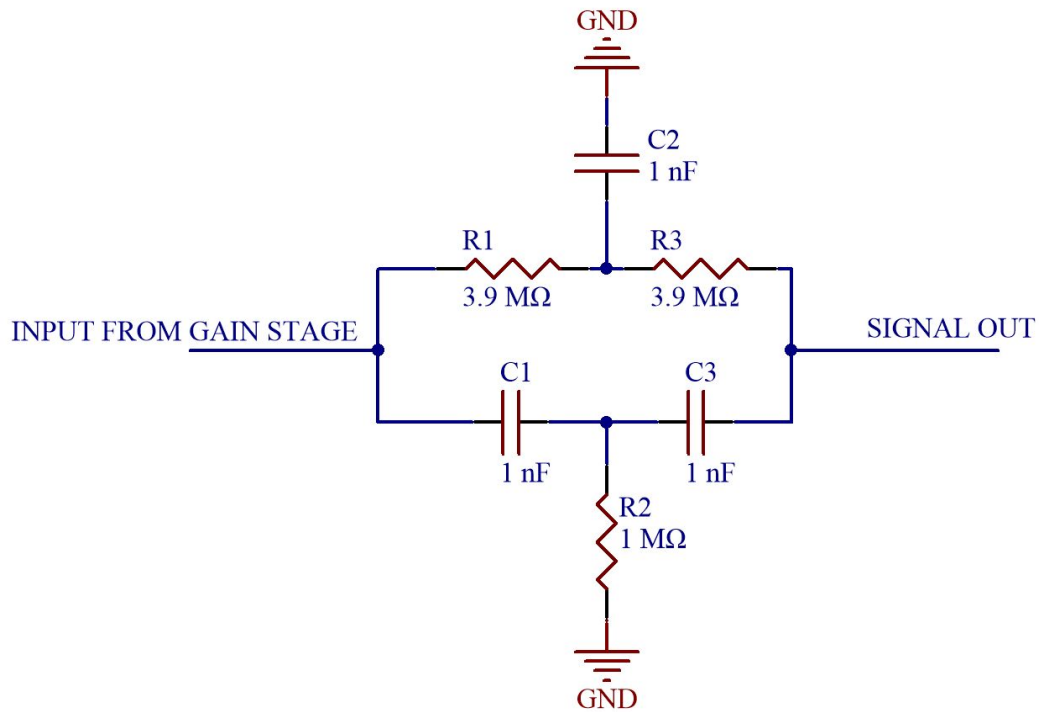 GND
C2
1 nF
R1
R3
3.9 MΩ
3.9 MΩ
INPUT FROM GAIN STAGE
SIGNAL OUT
C1
C3
1 nF
1 nF
R2
1 MΩ
GND